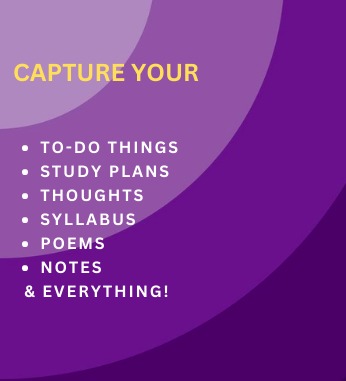 CAPTURE YOUR
• TO-DO THINGS
• STUDY PLANS
• THOUGHTS
• SYLLABUS
• POEMS
• NOTES
& EVERYTHING!